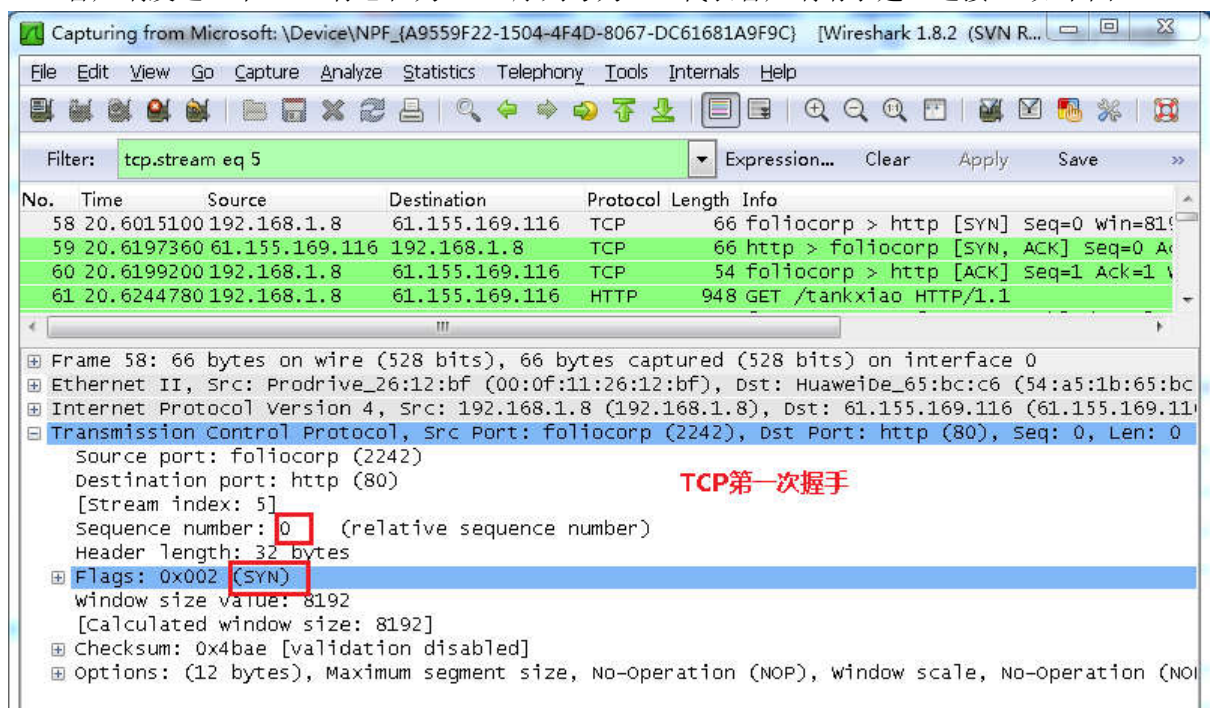 Capturing from Microsoft: \Device\NPF_{A9559F22-1504-4F4D-8067-DC61681A9F9C} [Wireshark 1.8.2 (SVN R...
File Edit View Go Capture Analyze Statistics Telephony Tools Internals Help
Filter: tcp.stream eq 5 Expression... Clear Apply Save »
No. Time Source Destination Protocol Length Info
58 20.6015100 192.168.1.8 61.155.169.116 TCP 66 foliocorp > http [SYN] Seq=0 Win=819
59 20.6197360 61.155.169.116 192.168.1.8 TCP 66 http > foliocorp [SYN, ACK] Seq=0
60 20.6199200 192.168.1.8 61.155.169.116 TCP 54 foliocorp > http [ACK] Seq=1 Ack=1
61 20.6244780 192.168.1.8 61.155.169.116 HTTP 948 GET /tankxiao HTTP/1.1
Frame 58: 66 bytes on wire (528 bits), 66 bytes captured (528 bits) on interface 0
Ethernet II, Src: Prodrive_26:12:bf (00:0f:11:26:12:bf), Dst: HuaweiDe_65:bc:c6 (54:a5:1b:65:bc
Internet Protocol Version 4, Src: 192.168.1.8 (192.168.1.8), Dst: 61.155.169.116 (61.155.169.11
Transmission Control Protocol, Src Port: foliocorp (2242), Dst Port: http (80), Seq: 0, Len: 0
Source port: foliocorp (2242)
Destination port: http (80)
TCP第一次握手
[Stream index: 5]
Sequence number: 0 (relative sequence number)
Header length: 32 bytes
Flags: 0x002 (SYN)
Window size value: 8192
[Calculated window size: 8192]
Checksum: 0x4bae [validation disabled]
Options: (12 bytes), Maximum segment size, No-Operation (NOP), Window scale, No-Operation (NO